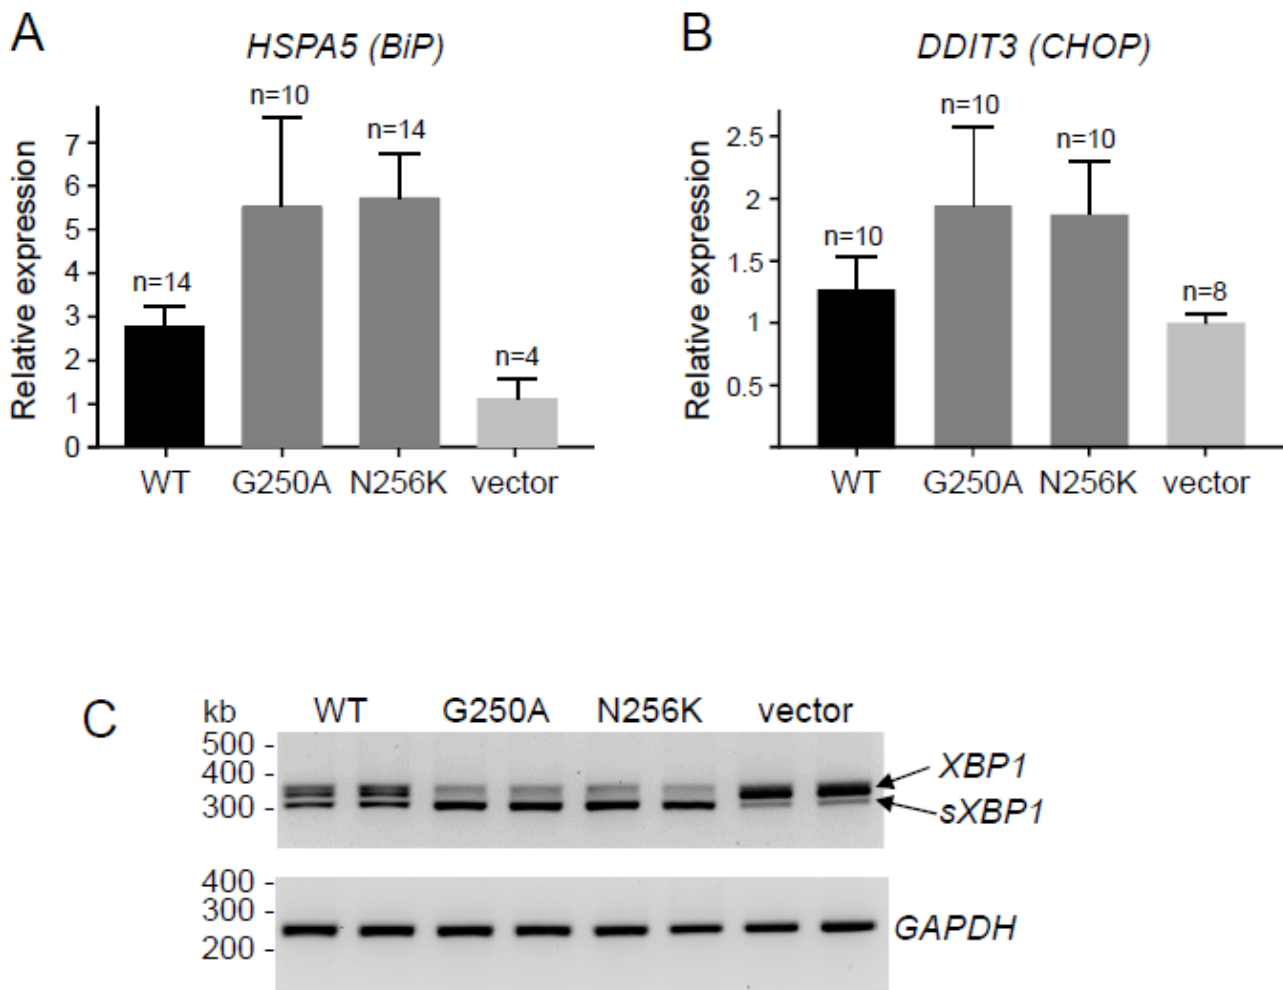 A
HSPA5 (BiP)
Relative expression
7
6
5
4
3
2
1
0
n=14
n=10
n=14
n=4
WT G250A N256K vector
B
DDIT3 (CHOP)
Relative expression
2.5
2
1.5
1
0.5
n=10
n=10
n=10
n=8
WT G250A N256K vector
C
kb WT G250A N256K vector
500 -
400 -
300 -
XBP1
sXBP1
400 -
300 -
200 -
GAPDH